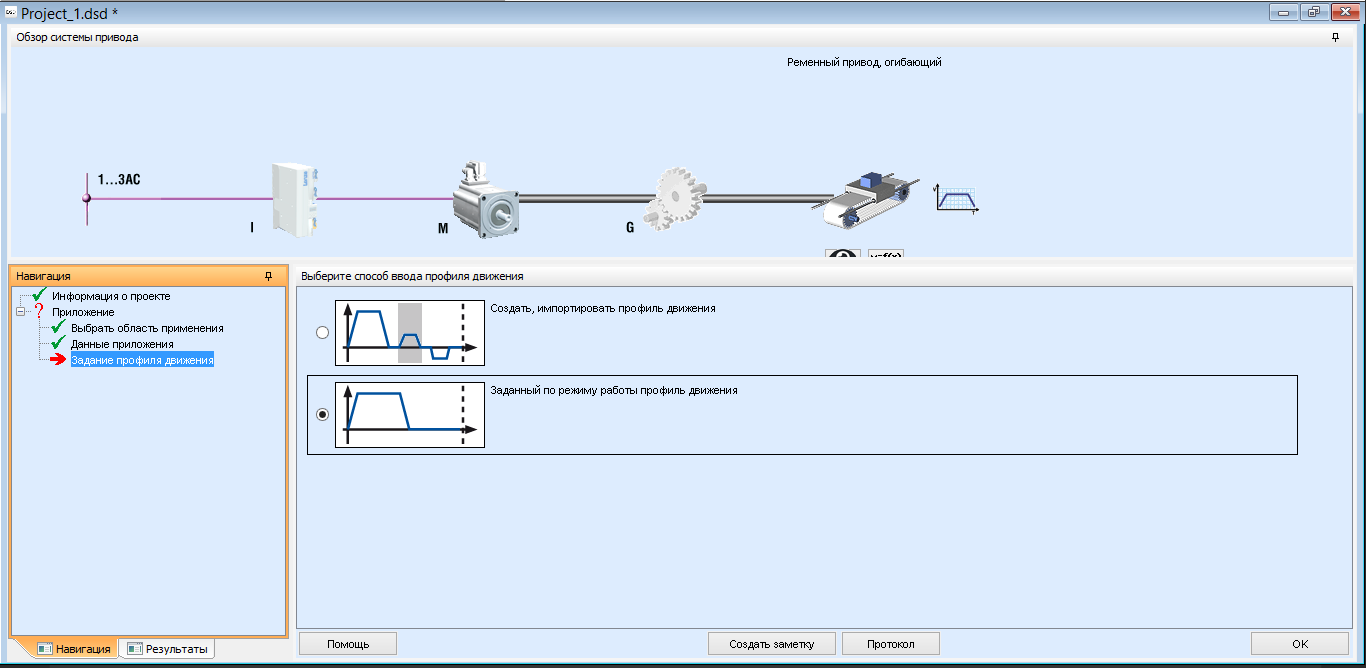 Project_1.dsd *
Обзор системы привода
Ременный привод, огибающий
1...3AC
I
M
G
v
T
Навигация
Информация о проекте
? Приложение
Выбрать область применения
Данные приложения
Задание профиля движения
Выберите способ ввода профиля движения
Создать, импортировать профиль движения
Заданный по режиму работы профиль движения
Навигация
Результаты
Помощь
Создать заметку
Протокол
OK